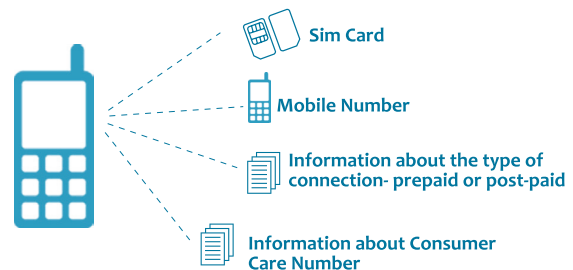 Sim Card
Mobile Number
Information about the type of
connection- prepaid or post-paid
Information about Consumer
Care Number